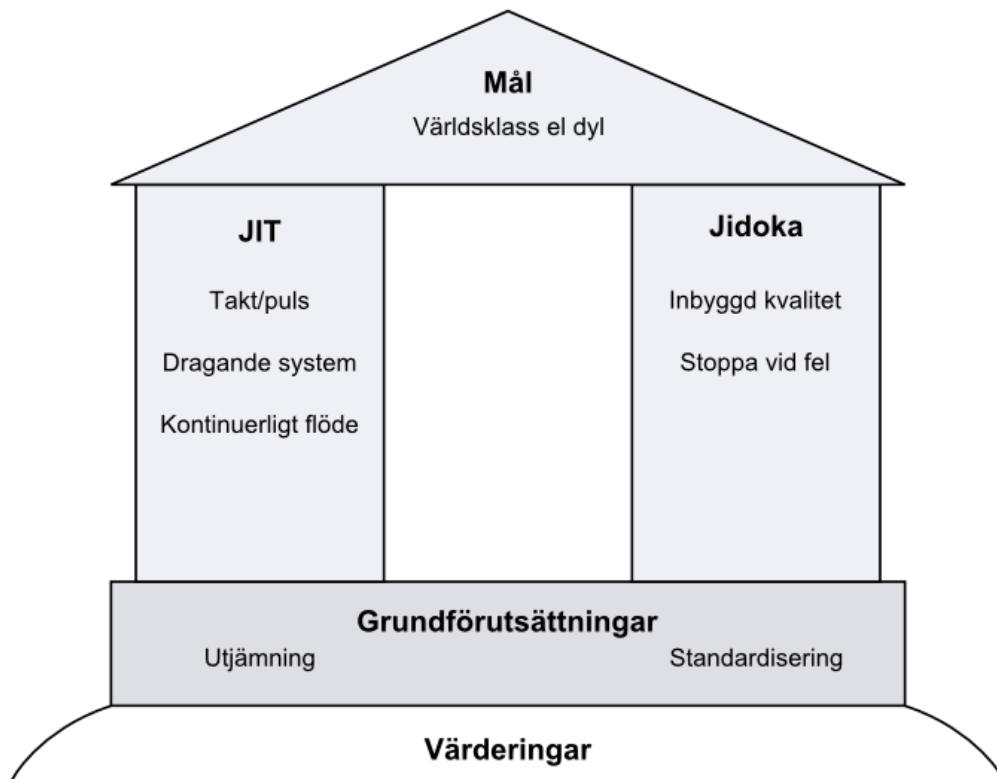 Mål
Världsklass el dyl
JIT
Takt/puls
Dragande system
Kontinuerligt flöde
Jidoka
Inbyggd kvalitet
Stoppa vid fel
Grundförutsättningar
Utjämning
Standardisering
Värderingar